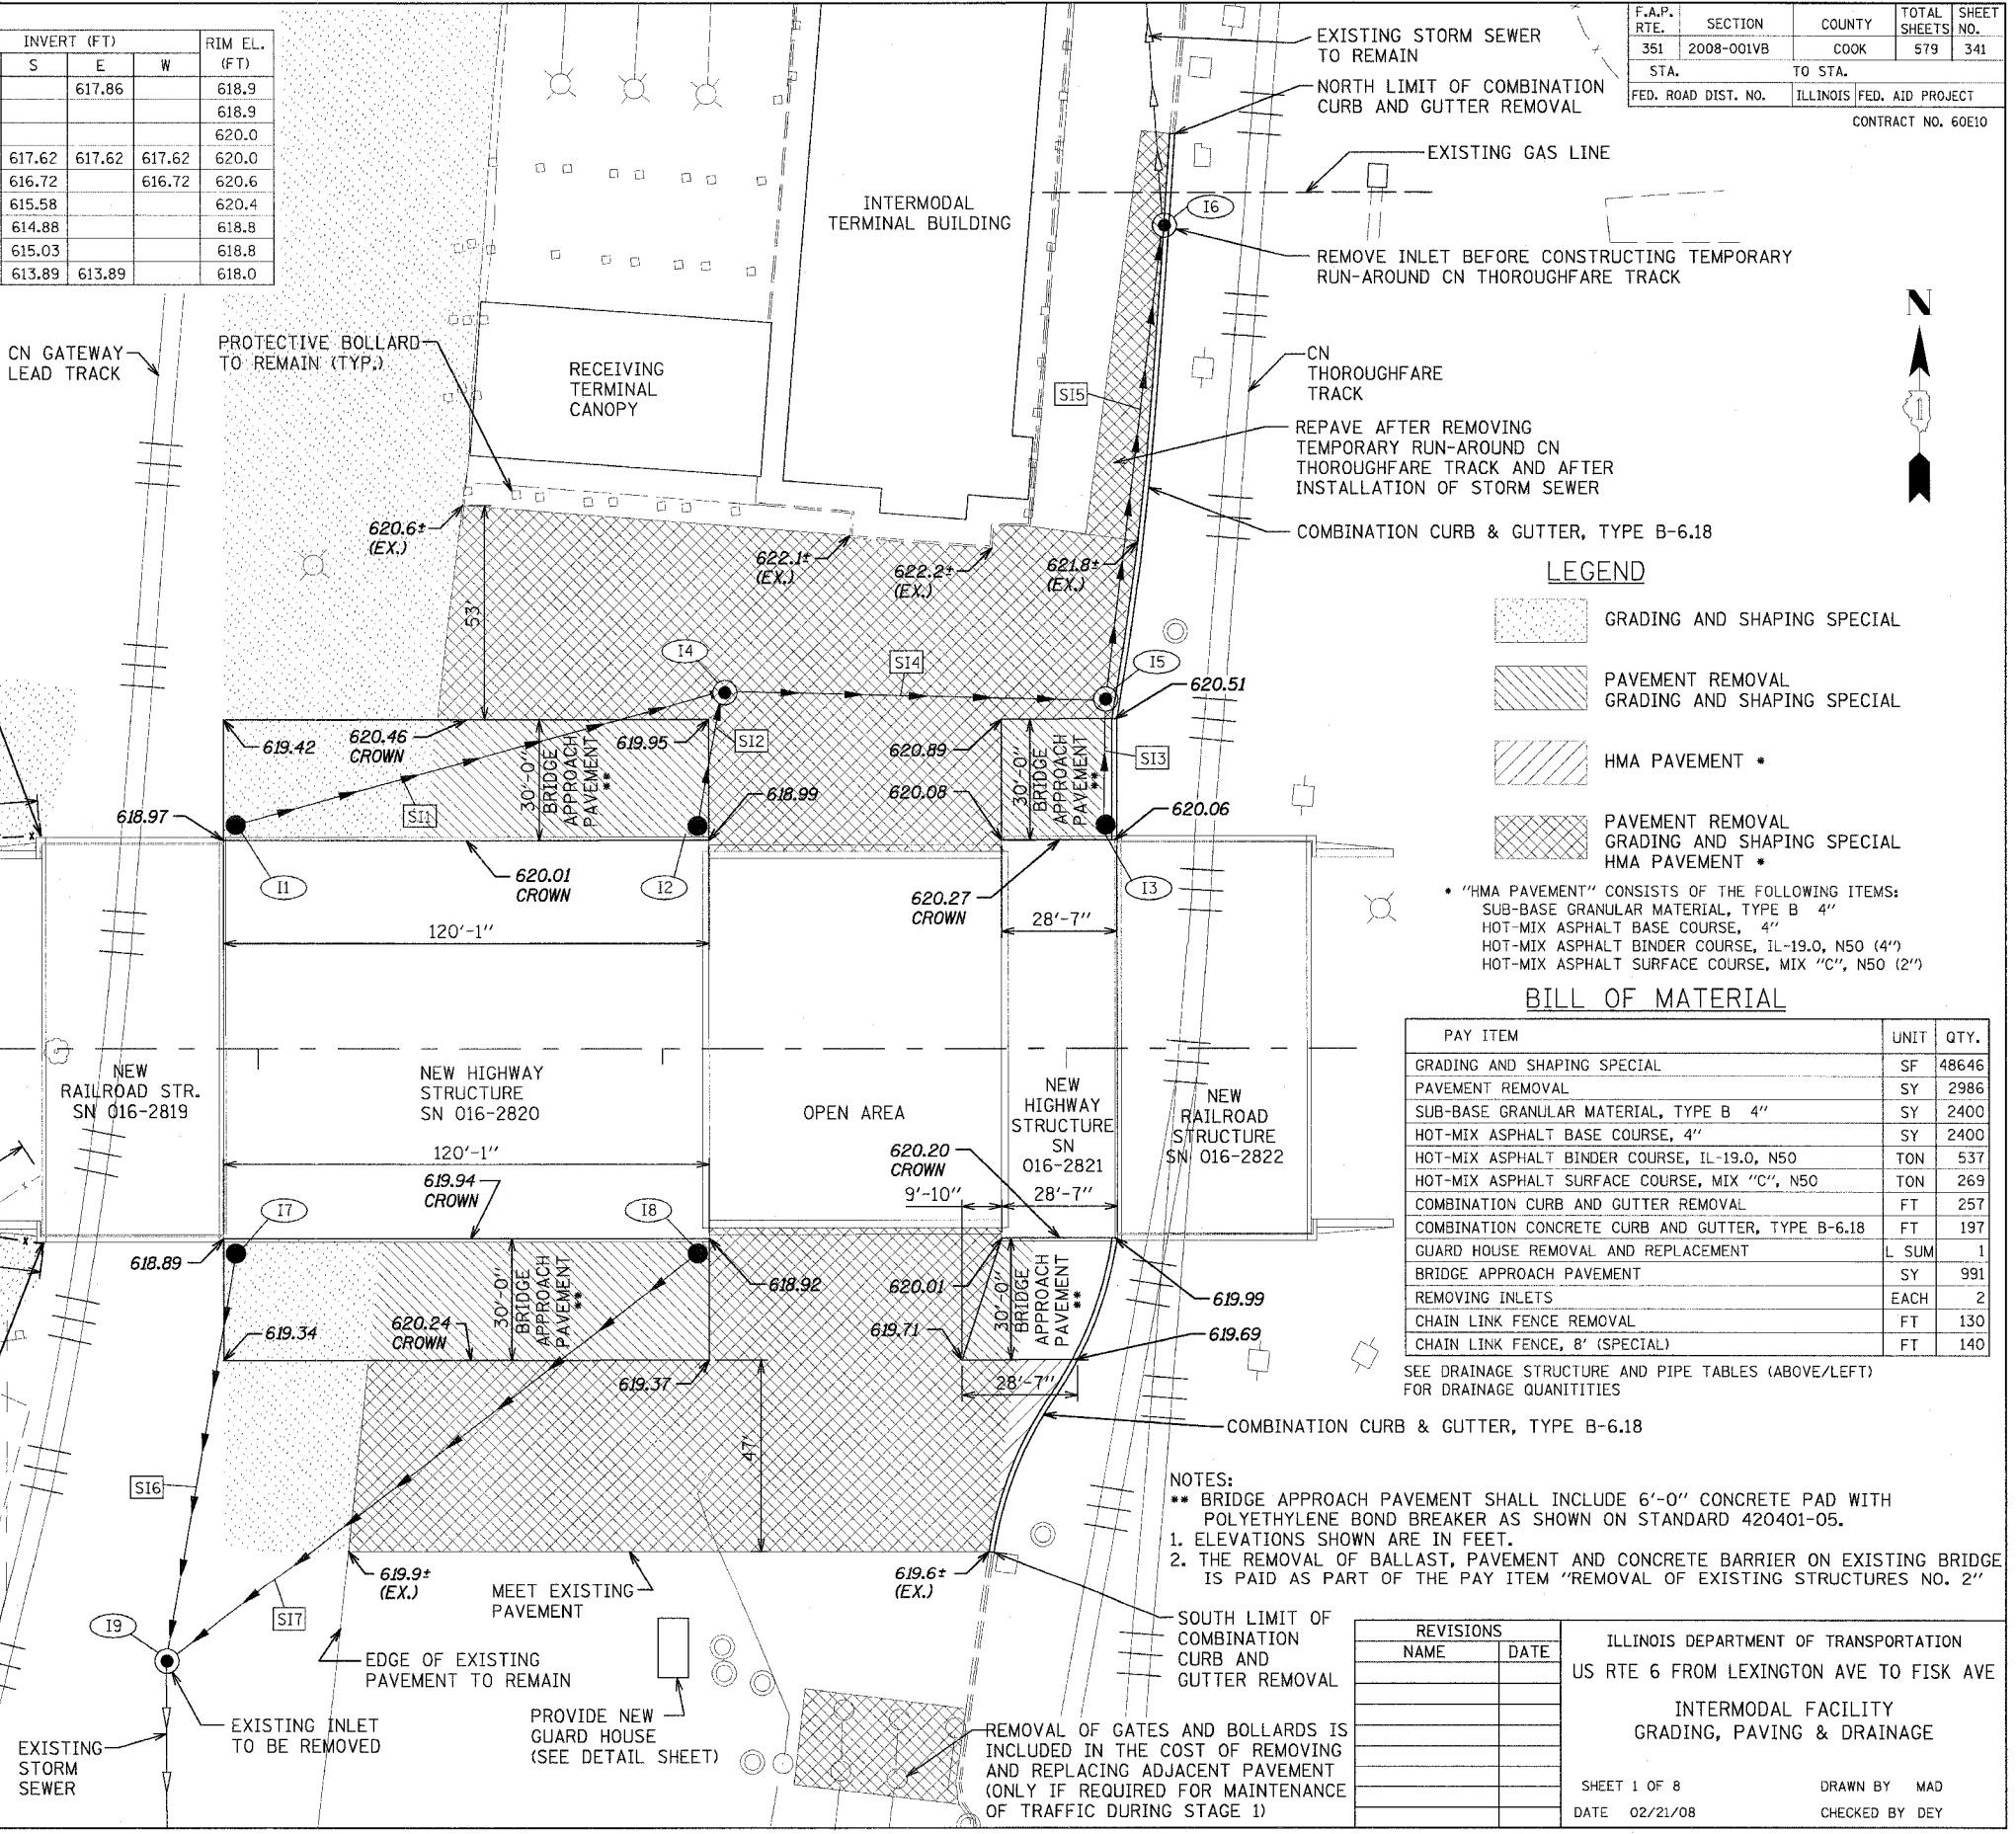 INVERT (FT)
RIM EL.
(FT)
S E W
617.86 618.9
618.9
620.0
617.62 617.62 617.62 620.0
616.72 616.72 620.6
615.58 620.4
614.88 618.8
615.03 618.8
613.89 613.89 618.0
F.A.P.
RTE.
SECTION
COUNTY
TOTAL
SHEETS
SHEET
NO.
351 2008-001VB COOK 579 341
STA. TO STA.
FED. ROAD DIST. NO. ILLINOIS FED. AID PROJECT
CONTRACT NO. 60E10
EXISTING STORM SEWER
TO REMAIN
NORTH LIMIT OF COMBINATION
CURB AND GUTTER REMOVAL
EXISTING GAS LINE
I6
REMOVE INLET BEFORE CONSTRUCTING TEMPORARY
RUN-AROUND CN THOROUGHFARE TRACK
INTERMODAL
TERMINAL BUILDING
N
1
CN GATEWAY
LEAD TRACK
PROTECTIVE BOLLARD
TO REMAIN (TYP.)
RECEIVING
TERMINAL
CANOPY
SI5
CN
THOROUGHFARE
TRACK
REPAVE AFTER REMOVING
TEMPORARY RUN-AROUND CN
THOROUGHFARE TRACK AND AFTER
INSTALLATION OF STORM SEWER
COMBINATION CURB & GUTTER, TYPE B-6.18
620.6±
(EX.)
622.1±
(EX.)
622.2±
(EX.)
621.8±
(EX.)
53'
LEGEND
GRADING AND SHAPING SPECIAL
PAVEMENT REMOVAL
GRADING AND SHAPING SPECIAL
HMA PAVEMENT *
PAVEMENT REMOVAL
GRADING AND SHAPING SPECIAL
HMA PAVEMENT *
* "HMA PAVEMENT" CONSISTS OF THE FOLLOWING ITEMS:
SUB-BASE GRANULAR MATERIAL, TYPE B 4"
HOT-MIX ASPHALT BASE COURSE, 4"
HOT-MIX ASPHALT BINDER COURSE, IL-19.0, N50 (4")
HOT-MIX ASPHALT SURFACE COURSE, MIX "C", N50 (2")
I4
SI4
I5
620.51
619.42
620.46
CROWN
619.95
SI2
620.89
SI3
30'-0"
BRIDGE
APPROACH
PAVEMENT
**
30'-0"
BRIDGE
APPROACH
PAVEMENT
**
618.97
SI1
618.99
620.08
620.06
I1
620.01
CROWN
I2
620.27
CROWN
I3
120'-1"
28'-7"
BILL OF MATERIAL
PAY ITEM UNIT QTY.
GRADING AND SHAPING SPECIAL SF 48646
PAVEMENT REMOVAL SY 2986
SUB-BASE GRANULAR MATERIAL, TYPE B 4" SY 2400
HOT-MIX ASPHALT BASE COURSE, 4" SY 2400
HOT-MIX ASPHALT BINDER COURSE, IL-19.0, N50 TON 537
HOT-MIX ASPHALT SURFACE COURSE, MIX "C", N50 TON 269
COMBINATION CURB AND GUTTER REMOVAL FT 257
COMBINATION CONCRETE CURB AND GUTTER, TYPE B-6.18 FT 197
GUARD HOUSE REMOVAL AND REPLACEMENT L SUM 1
BRIDGE APPROACH PAVEMENT SY 991
REMOVING INLETS EACH 2
CHAIN LINK FENCE REMOVAL FT 130
CHAIN LINK FENCE, 8' (SPECIAL) FT 140
SEE DRAINAGE STRUCTURE AND PIPE TABLES (ABOVE/LEFT)
FOR DRAINAGE QUANITITIES
NEW
RAILROAD STR.
SN 016-2819
NEW HIGHWAY
STRUCTURE
SN 016-2820
OPEN AREA
NEW
HIGHWAY
STRUCTURE
SN
016-2821
NEW
RAILROAD
STRUCTURE
SN 016-2822
120'-1"
619.94
CROWN
620.20
CROWN
9'-10"
28'-7"
I7
I8
618.89
618.92
620.01
619.99
619.34
620.24
CROWN
30'-0"
BRIDGE
APPROACH
PAVEMENT
**
30'-0"
BRIDGE
APPROACH
PAVEMENT
**
619.71
619.69
619.37
28'-7"
47'
COMBINATION CURB & GUTTER, TYPE B-6.18
SI6
NOTES:
** BRIDGE APPROACH PAVEMENT SHALL INCLUDE 6'-0" CONCRETE PAD WITH
POLYETHYLENE BOND BREAKER AS SHOWN ON STANDARD 420401-05.
1. ELEVATIONS SHOWN ARE IN FEET.
2. THE REMOVAL OF BALLAST, PAVEMENT AND CONCRETE BARRIER ON EXISTING BRIDGE
IS PAID AS PART OF THE PAY ITEM "REMOVAL OF EXISTING STRUCTURES NO. 2"
619.9±
(EX.)
MEET EXISTING
PAVEMENT
619.6±
(EX.)
I9
SI7
EDGE OF EXISTING
PAVEMENT TO REMAIN
SOUTH LIMIT OF
COMBINATION
CURB AND
GUTTER REMOVAL
EXISTING INLET
TO BE REMOVED
PROVIDE NEW
GUARD HOUSE
(SEE DETAIL SHEET)
EXISTING
STORM
SEWER
REMOVAL OF GATES AND BOLLARDS IS
INCLUDED IN THE COST OF REMOVING
AND REPLACING ADJACENT PAVEMENT
(ONLY IF REQUIRED FOR MAINTENANCE
OF TRAFFIC DURING STAGE 1)
REVISIONS
NAME DATE
ILLINOIS DEPARTMENT OF TRANSPORTATION
US RTE 6 FROM LEXINGTON AVE TO FISK AVE
INTERMODAL FACILITY
GRADING, PAVING & DRAINAGE
SHEET 1 OF 8 DRAWN BY MAD
DATE 02/21/08 CHECKED BY DEY